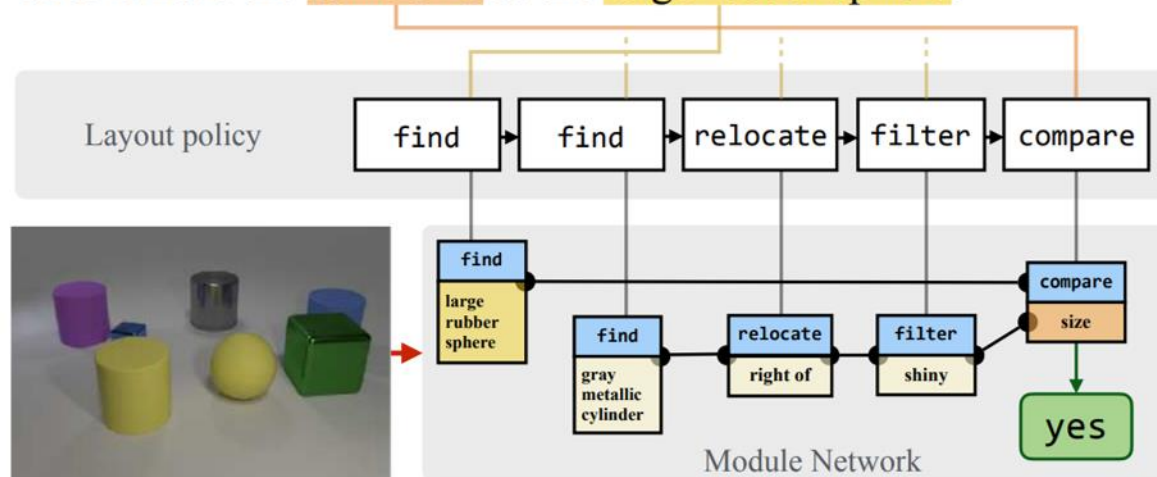 Layout policy
find find relocate filter compare
find
large
rubber
sphere
find
gray
metallic
cylinder
relocate
right of
filter
shiny
compare
size
yes
Module Network